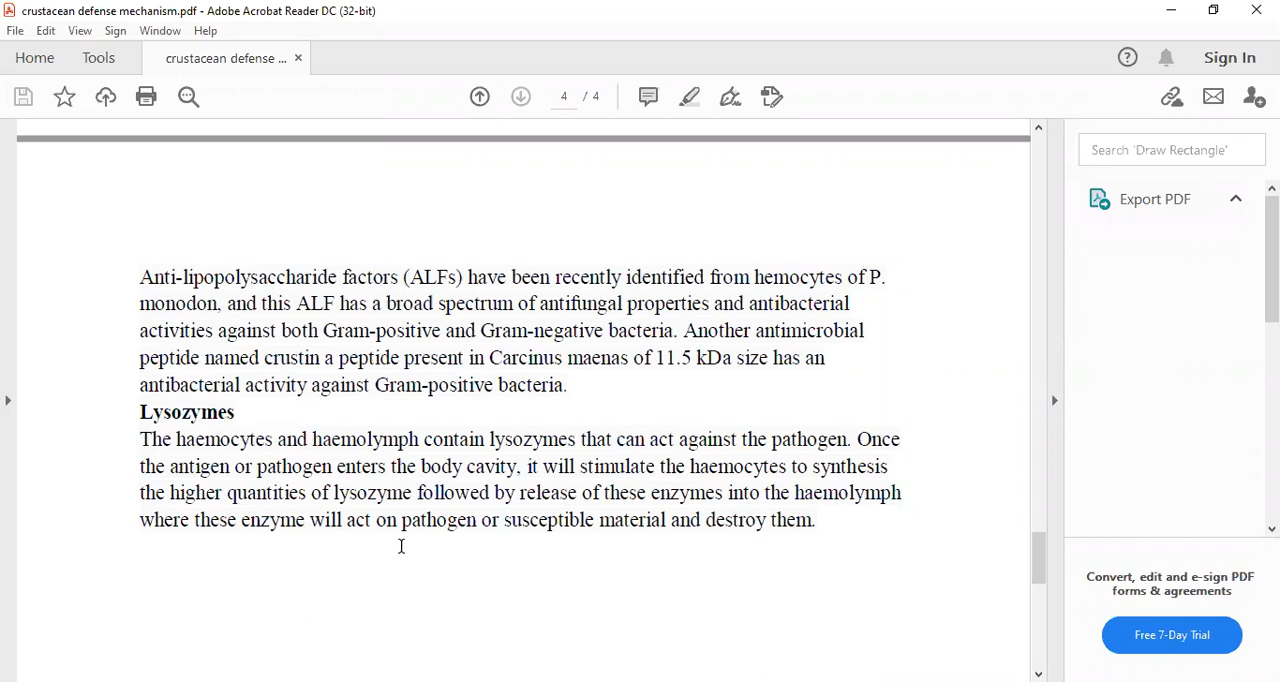 crustacean defense mechanism.pdf - Adobe Acrobat Reader DC (32-bit)
File Edit View Sign Window Help
Home Tools crustacean defense ... × Sign In
4 / 4
Search 'Draw Rectangle'
Export PDF
Anti-lipopolysaccharide factors (ALFs) have been recently identified from hemocytes of P.
monodon, and this ALF has a broad spectrum of antifungal properties and antibacterial
activities against both Gram-positive and Gram-negative bacteria. Another antimicrobial
peptide named crustin a peptide present in Carcinus maenas of 11.5 kDa size has an
antibacterial activity against Gram-positive bacteria.
Lysozymes
The haemocytes and haemolymph contain lysozymes that can act against the pathogen. Once
the antigen or pathogen enters the body cavity, it will stimulate the haemocytes to synthesis
the higher quantities of lysozyme followed by release of these enzymes into the haemolymph
where these enzyme will act on pathogen or susceptible material and destroy them.
Convert, edit and e-sign PDF
forms & agreements
Free 7-Day Trial